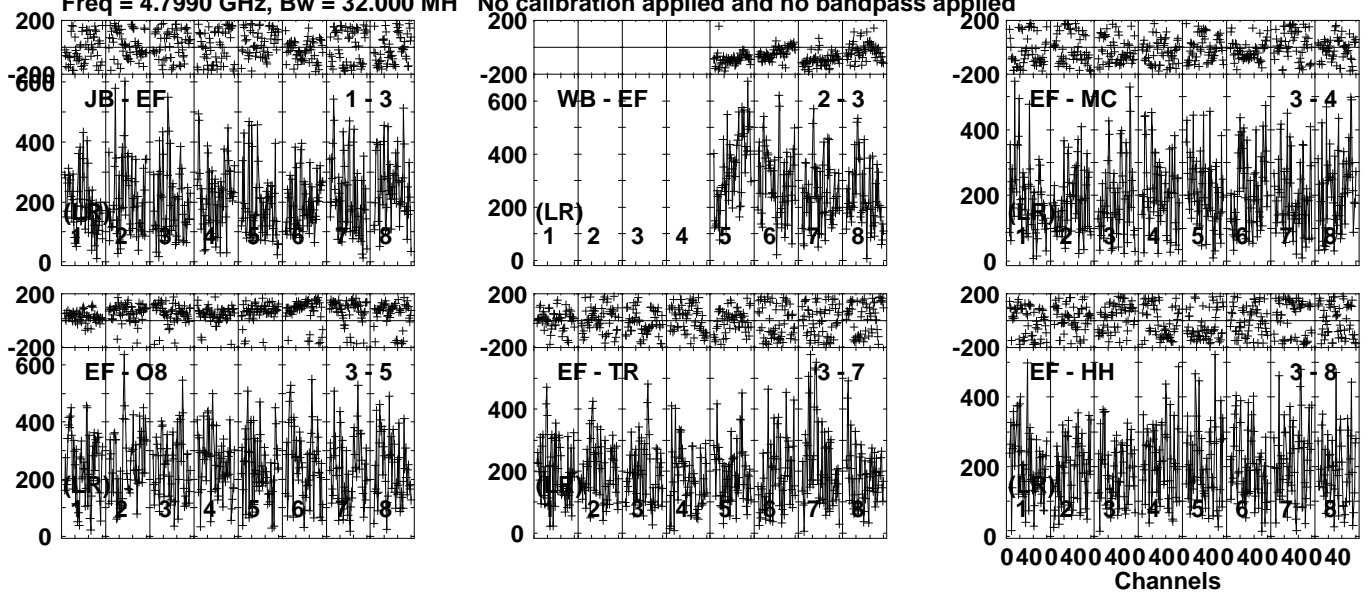 Freq = 4.7990 GHz, Bw = 32.000 MH No calibration applied and no bandpass applied
200
-200
600
400
200
0
JB - EF
1 - 3
(LR)
1 2 3 4 5 6 7 8
200
-200
600
400
200
0
WB - EF
2 - 3
(LR)
1 2 3 4 5 6 7 8
200
-200
400
200
0
EF - MC
3 - 4
(LR)
1 2 3 4 5 6 7 8
200
-200
600
400
200
0
EF - O8
3 - 5
(LR)
1 2 3 4 5 6 7 8
200
-200
400
200
0
EF - TR
3 - 7
(LR)
1 2 3 4 5 6 7 8
200
-200
400
200
0
EF - HH
3 - 8
(LR)
1 2 3 4 5 6 7 8
0 40 0 40 0 40 0 40 0 40 0 40 0 40 0 40
Channels